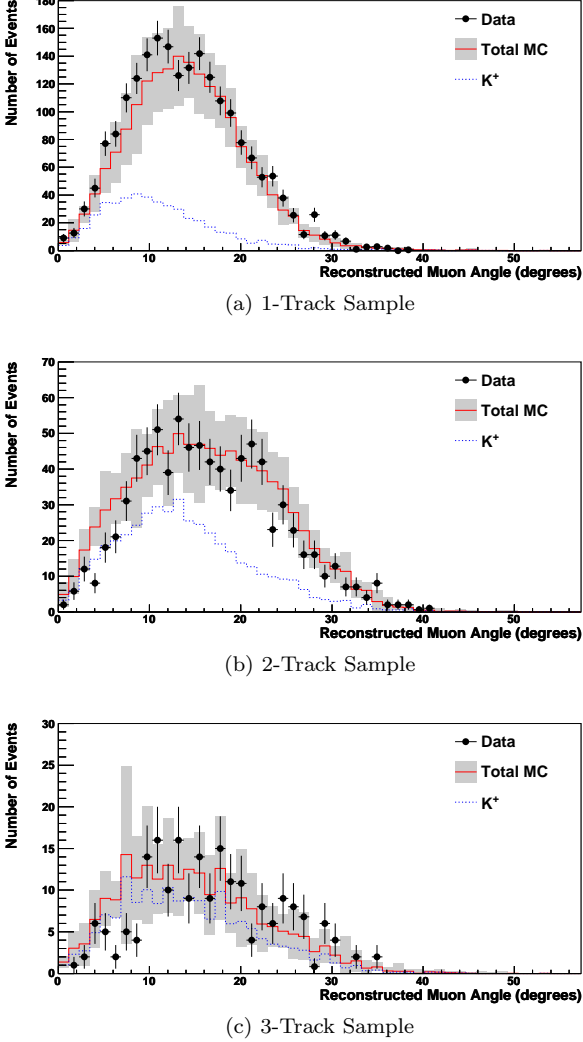 180
160
140
120
100
80
60
40
20
0
Number of Events
Data
Total MC
K+
0 10 20 30 40 50
Reconstructed Muon Angle (degrees)
(a) 1-Track Sample
70
60
50
40
30
20
10
0
Number of Events
Data
Total MC
K+
0 10 20 30 40 50
Reconstructed Muon Angle (degrees)
(b) 2-Track Sample
30
25
20
15
10
5
0
Number of Events
Data
Total MC
K+
0 10 20 30 40 50
Reconstructed Muon Angle (degrees)
(c) 3-Track Sample